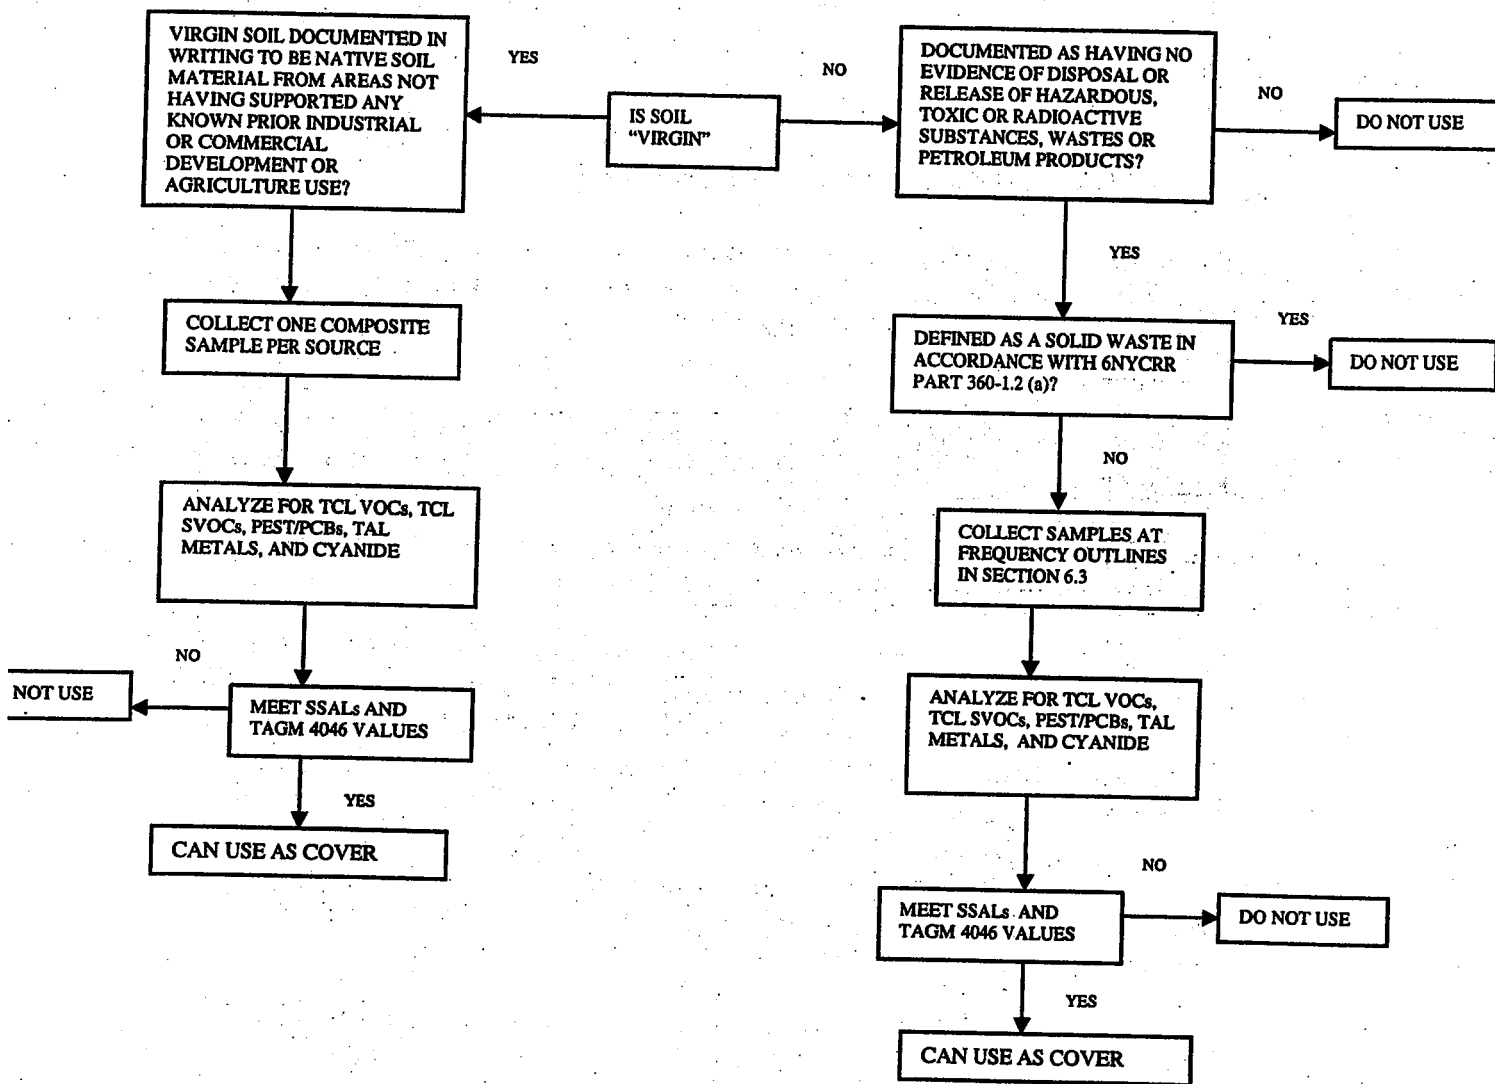 VIRGIN SOIL DOCUMENTED IN
WRITING TO BE NATIVE SOIL
MATERIAL FROM AREAS NOT
HAVING SUPPORTED ANY
KNOWN PRIOR INDUSTRIAL
OR COMMERCIAL
DEVELOPMENT OR
AGRICULTURE USE?
YES
IS SOIL
"VIRGIN"
NO
DOCUMENTED AS HAVING NO
EVIDENCE OF DISPOSAL OR
RELEASE OF HAZARDOUS,
TOXIC OR RADIOACTIVE
SUBSTANCES, WASTES OR
PETROLEUM PRODUCTS?
NO
DO NOT USE
YES
COLLECT ONE COMPOSITE
SAMPLE PER SOURCE
DEFINED AS A SOLID WASTE IN
ACCORDANCE WITH 6NYCRR
PART 360-1.2 (a)?
YES
DO NOT USE
NO
ANALYZE FOR TCL VOCs, TCL
SVOCs, PEST/PCBs, TAL
METALS, AND CYANIDE
COLLECT SAMPLES AT
FREQUENCY OUTLINES
IN SECTION 6.3
NO
NOT USE
MEET SSALs AND
TAGM 4046 VALUES
ANALYZE FOR TCL VOCs,
TCL SVOCs, PEST/PCBs, TAL
METALS, AND CYANIDE
YES
CAN USE AS COVER
NO
MEET SSALs AND
TAGM 4046 VALUES
DO NOT USE
YES
CAN USE AS COVER